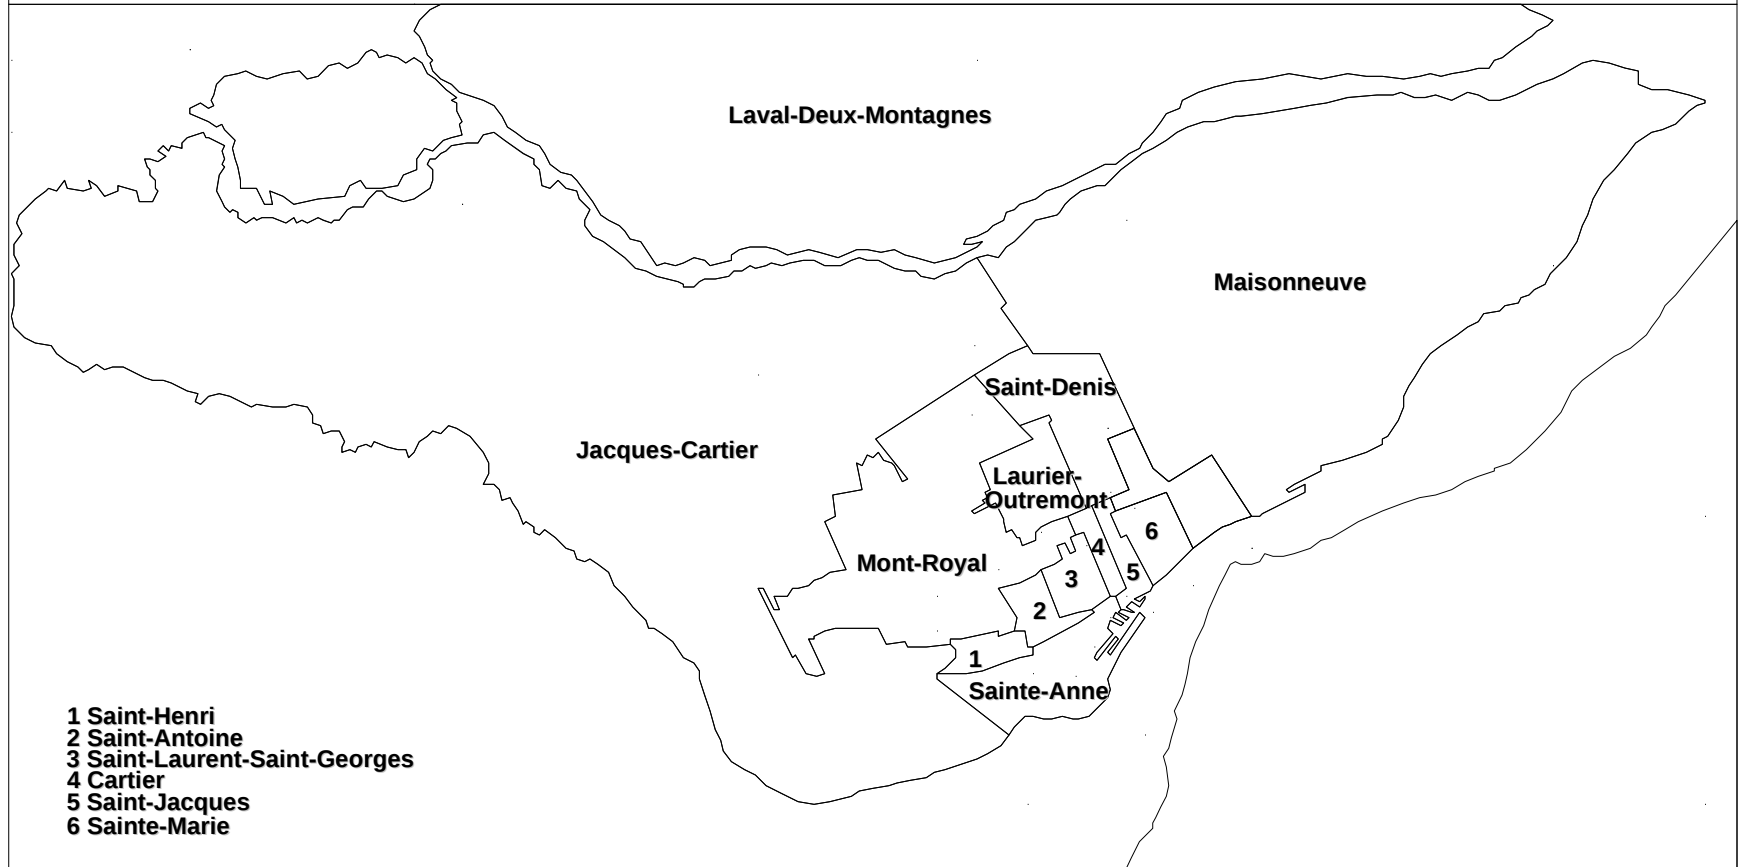 Laval-Deux-Montagnes
Maisonneuve
Saint-Denis
Jacques-Cartier
Laurier-
Outremont
6
4
Mont-Royal
5
3
2
1
Sainte-Anne
1 Saint-Henri
2 Saint-Antoine
3 Saint-Laurent-Saint-Georges
4 Cartier
5 Saint-Jacques
6 Sainte-Marie